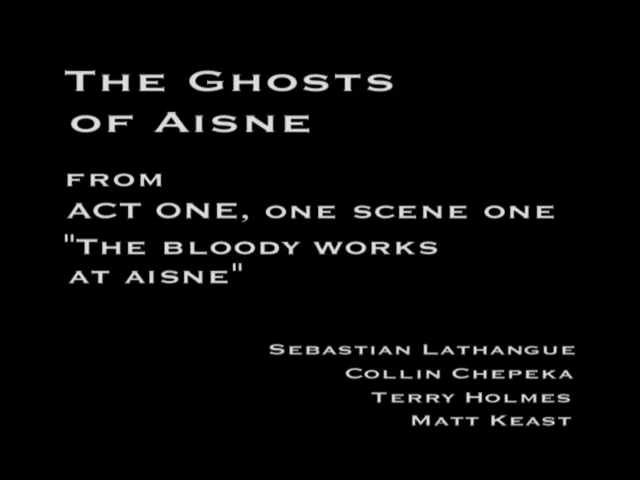 The Ghosts
of Aisne
from
ACT ONE, one scene one
"The bloody works
at aisne"
Sebastian Lathangue
Collin Chepeka
Terry Holmes
Matt Keast